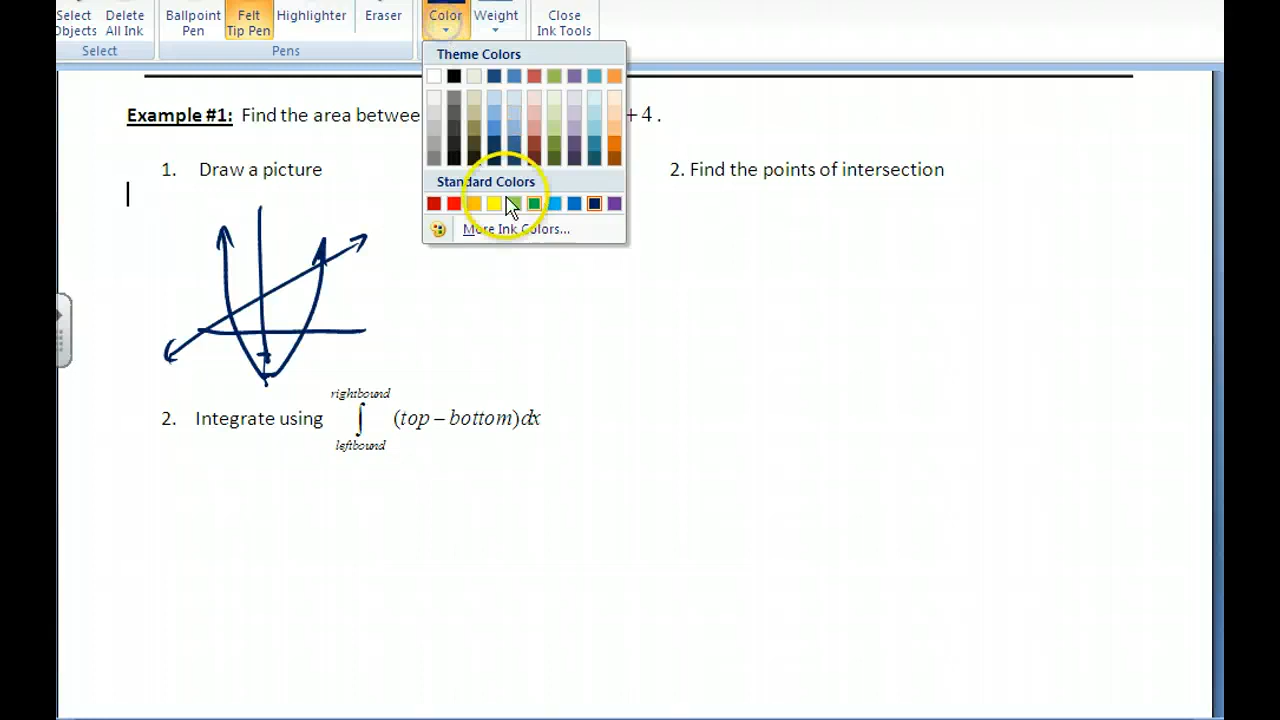 Select Objects
Delete All Ink
Ballpoint Pen
Felt Tip Pen
Highlighter
Eraser
Color
Weight
Close Ink Tools
Select
Pens
Theme Colors
Standard Colors
More Ink Colors...
Example #1: Find the area betwee + 4 .
1. Draw a picture
2. Find the points of intersection
2. Integrate using ∫ (top – bottom)dx
rightbound
leftbound